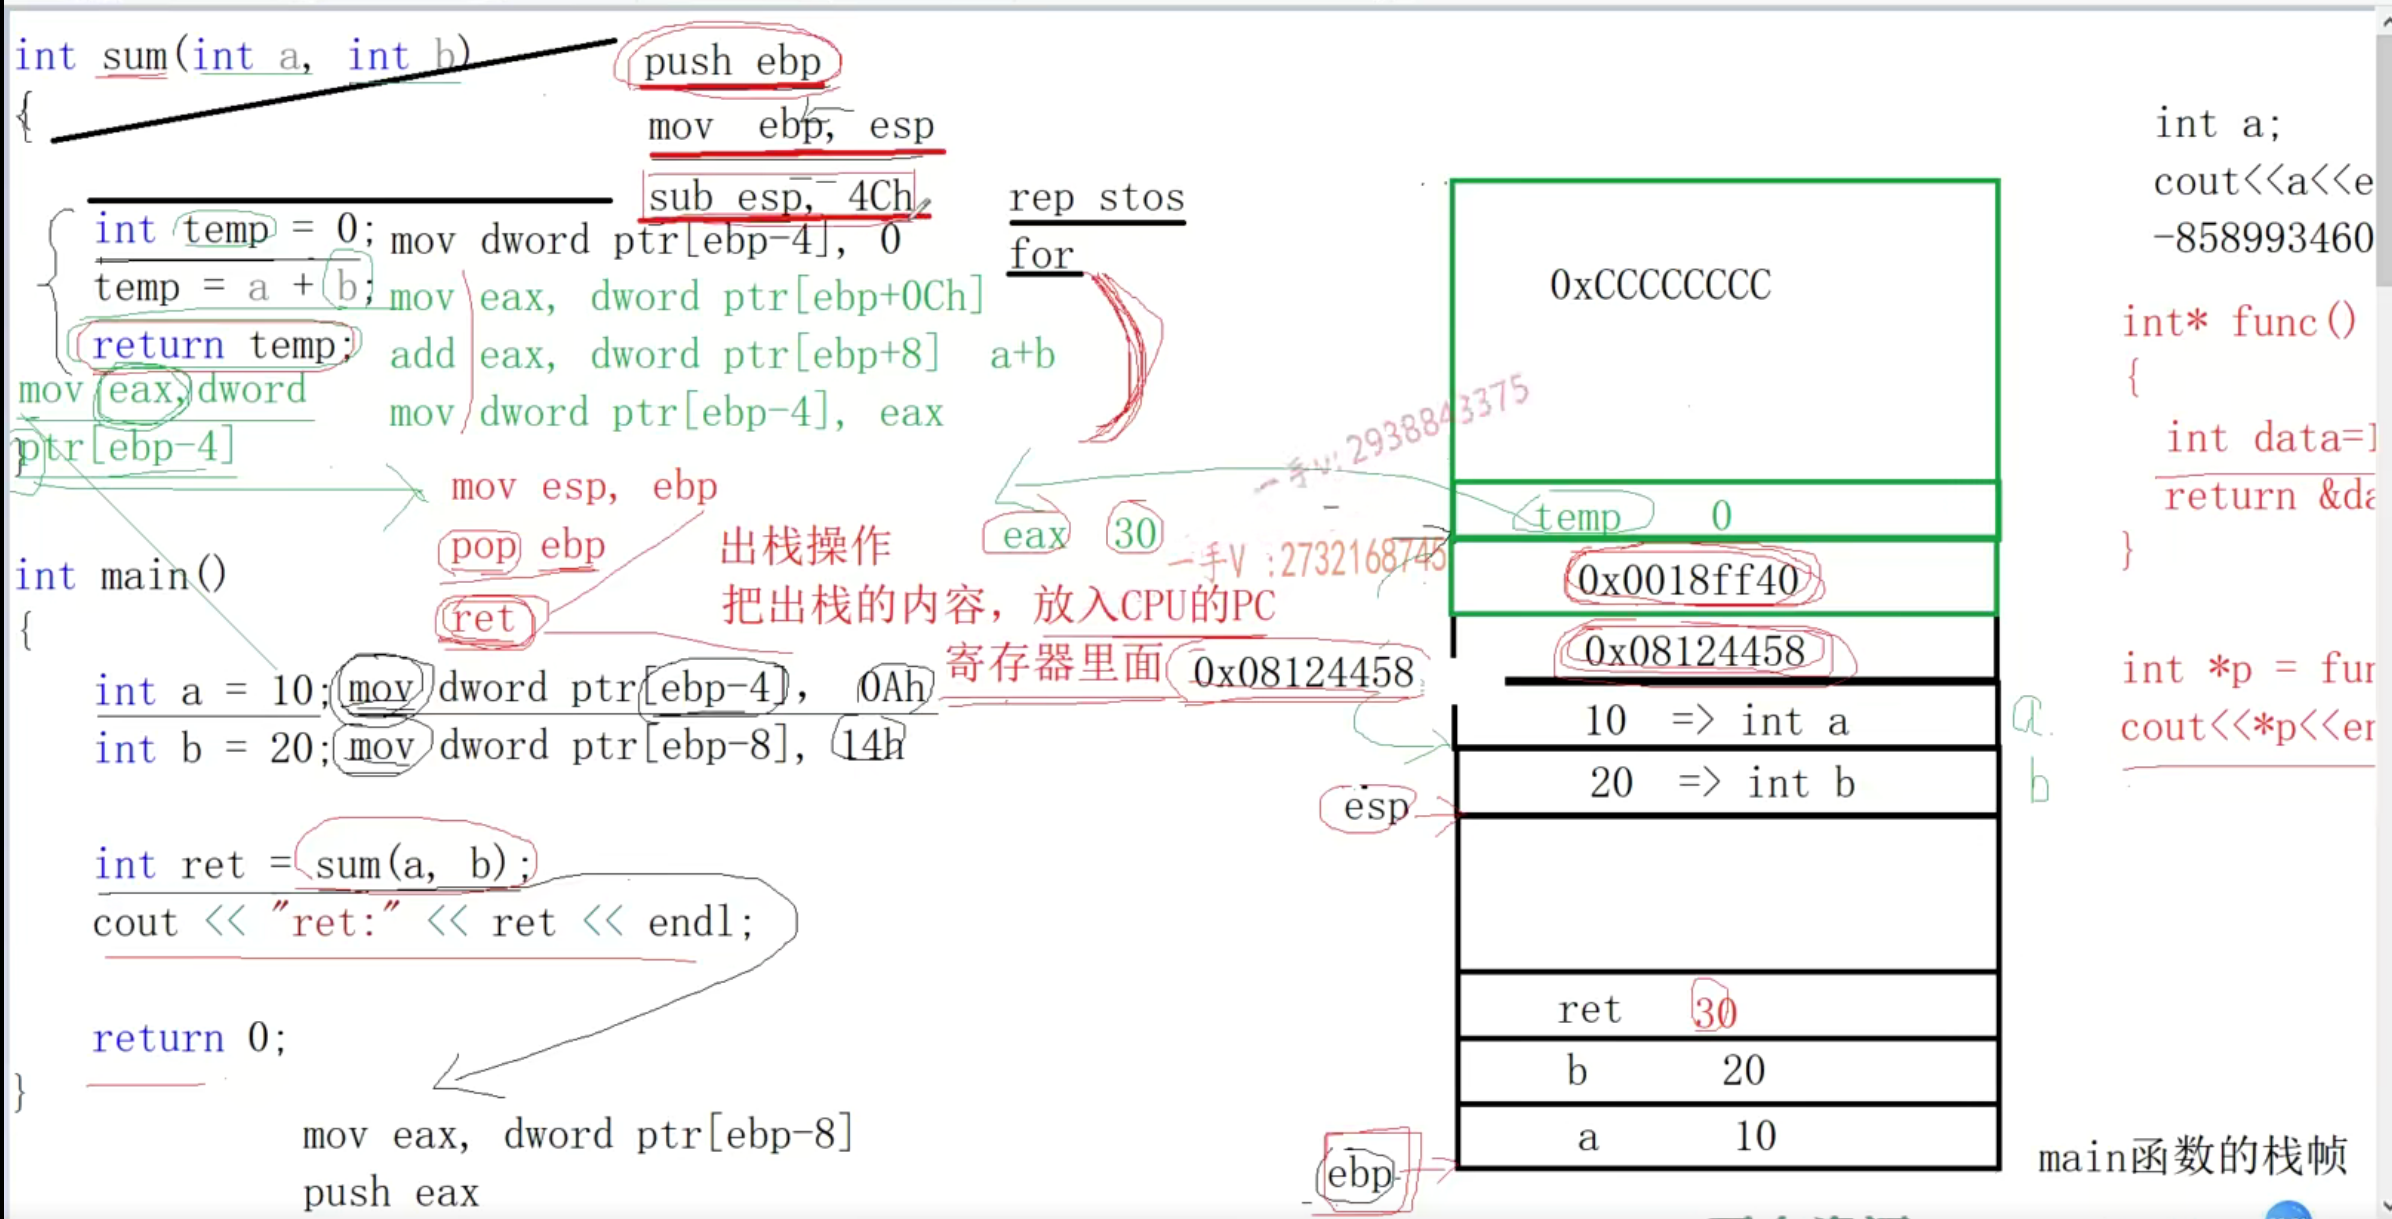 int sum(int a, int b)
{
push ebp
mov ebp, esp
sub esp, 4Ch
int temp = 0;
mov dword ptr[ebp-4], 0
temp = a + b;
mov eax, dword ptr[ebp+0Ch]
add eax, dword ptr[ebp+8] a+b
mov dword ptr[ebp-4], eax
return temp;
mov eax,dword
ptr[ebp-4]
}
rep stos
for
mov esp, ebp
pop ebp
ret
出栈操作
把出栈的内容，放入CPU的PC
寄存器里面 0x08124458
eax 30
int main()
{
int a = 10; mov dword ptr[ebp-4], 0Ah
int b = 20; mov dword ptr[ebp-8], 14h
int ret = sum(a, b);
cout << "ret:" << ret << endl;
return 0;
}
mov eax, dword ptr[ebp-8]
push eax
一手v: 2938843375
一手V :2732168745
0xCCCCCCCC
temp 0
0x0018ff40
0x08124458
10 => int a
a
20 => int b
b
esp
ret 30
b 20
a 10
ebp
main函数的栈帧
int a;
cout<<a<<e
-858993460
int* func()
{
int data=1
return &da
}
int *p = fun
cout<<*p<<en